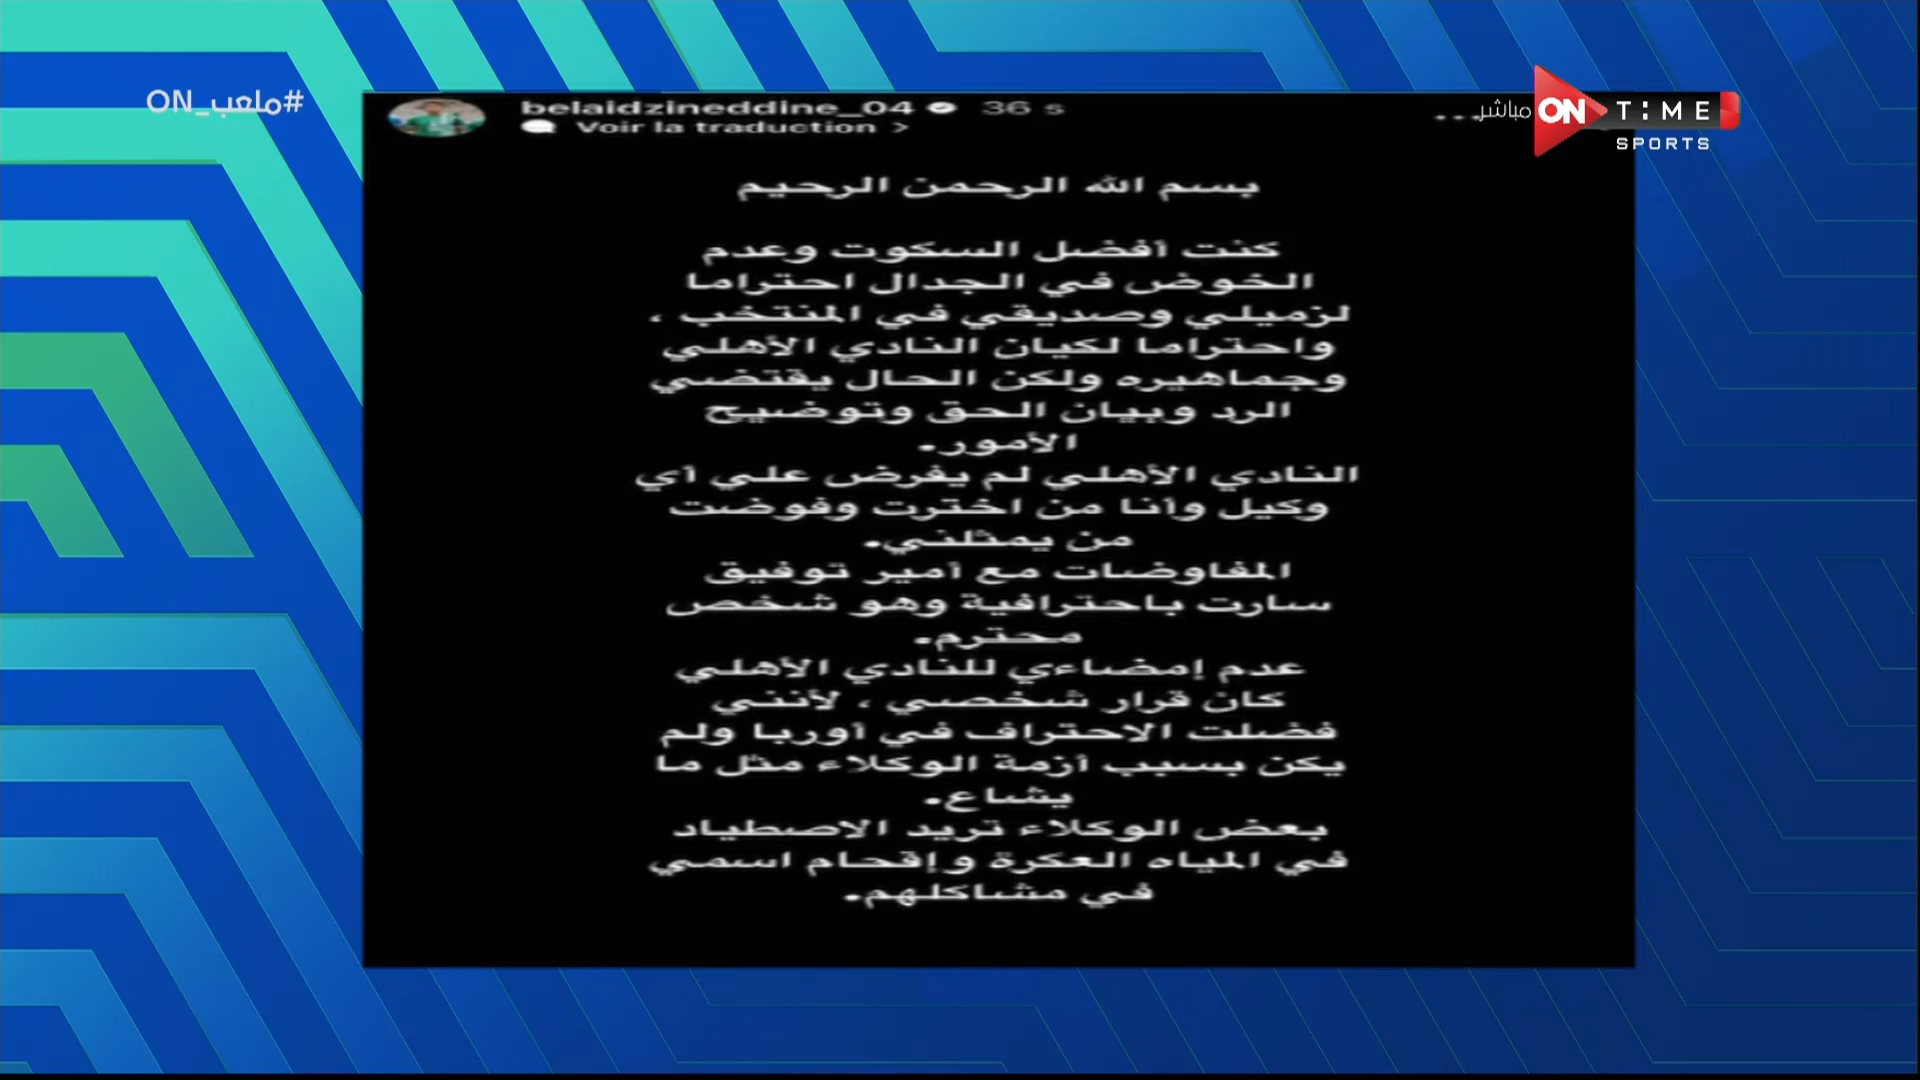 #ملعب_ON
مباشر
ON TIME
SPORTS
belaidzineddine_04 36 s ...
Voir la traduction >
بسم الله الرحمن الرحيم
كنت أفضل السكوت وعدم
الخوض في الجدال احتراما
لزميلي وصديقي في المنتخب ،
واحتراما لكيان النادي الأهلي
وجماهيره ولكن الحال يقتضي
الرد وبيان الحق وتوضيح
الأمور.
النادي الأهلي لم يفرض علي أي
وكيل وأنا من اخترت وفوضت
من يمثلني.
المفاوضات مع أمير توفيق
سارت باحترافية وهو شخص
محترم.
عدم إمضاءي للنادي الأهلي
كان قرار شخصي ، لأنني
فضلت الاحتراف في أوربا ولم
يكن بسبب أزمة الوكلاء مثل ما
يشاع.
بعض الوكلاء تريد الاصطياد
في المياه العكرة وإقحام اسمي
في مشاكلهم.